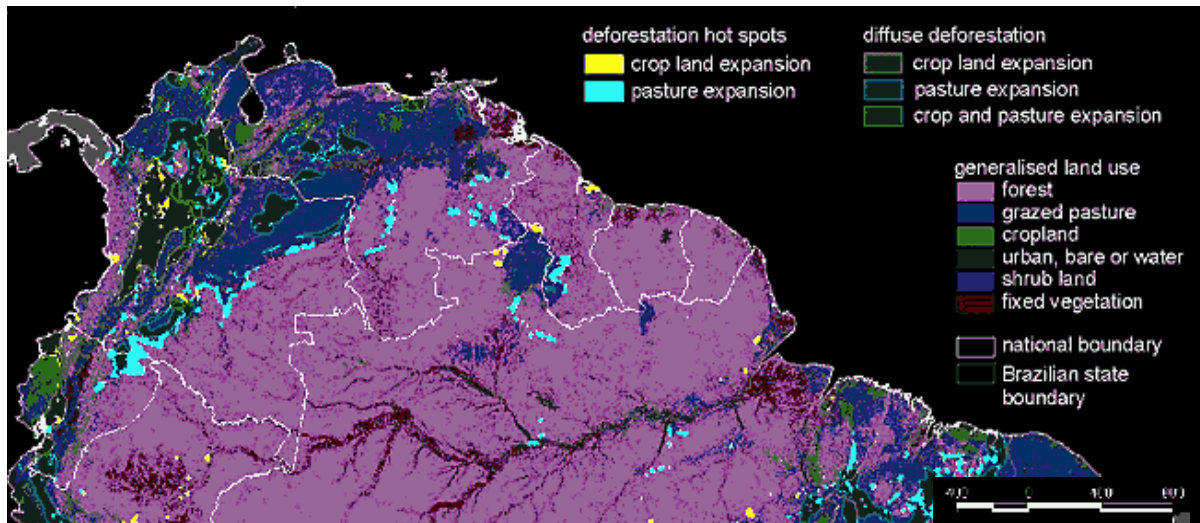 deforestation hot spots
crop land expansion
pasture expansion
diffuse deforestation
crop land expansion
pasture expansion
crop and pasture expansion
generalised land use
forest
grazed pasture
cropland
urban, bare or water
shrub land
fixed vegetation
national boundary
Brazilian state
boundary
0 400